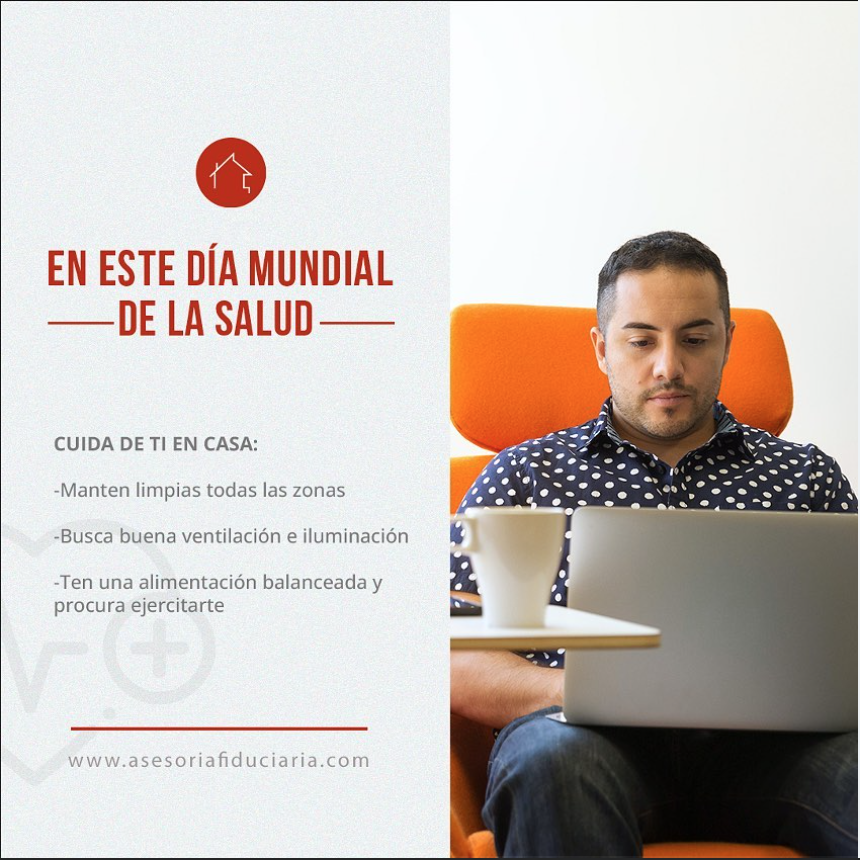 EN ESTE DÍA MUNDIAL
DE LA SALUD
CUIDA DE TI EN CASA:
-Manten limpias todas las zonas
-Busca buena ventilación e iluminación
-Ten una alimentación balanceada y
procura ejercitarte
www.asesoriafiduciaria.com